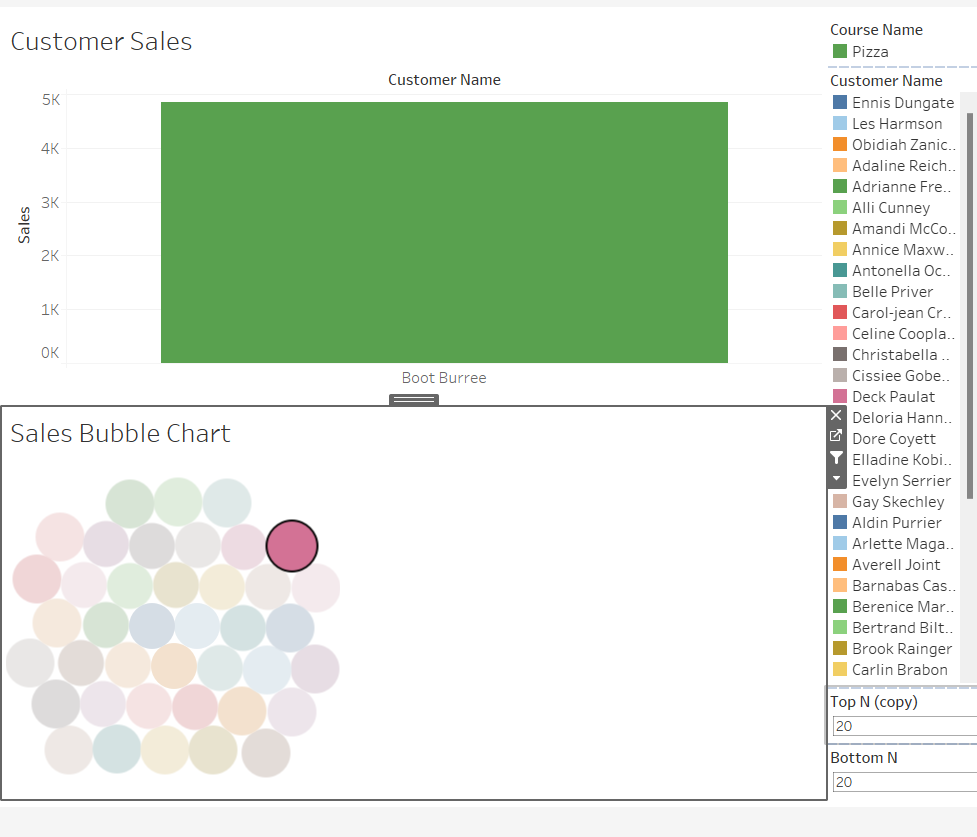 Customer Sales
Customer Name
5K
4K
3K
2K
1K
0K
Sales
Boot Burree
Sales Bubble Chart
Course Name
Pizza
Customer Name
Ennis Dungate
Les Harmson
Obidiah Zanic..
Adaline Reich..
Adrianne Fre..
Alli Cunney
Amandi McCo..
Annice Maxw..
Antonella Oc..
Belle Priver
Carol-jean Cr..
Celine Coopla..
Christabella ..
Cissiee Gobe..
Deck Paulat
Deloria Hann..
Dore Coyett
Elladine Kobi..
Evelyn Serrier
Gay Skechley
Aldin Purrier
Arlette Maga..
Averell Joint
Barnabas Cas..
Berenice Mar..
Bertrand Bilt..
Brook Rainger
Carlin Brabon
Top N (copy)
20
Bottom N
20